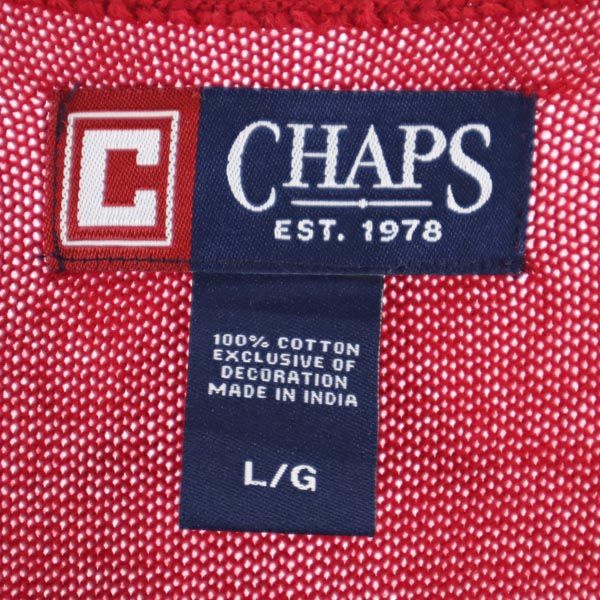 C
CHAPS
EST. 1978
100% COTTON
EXCLUSIVE OF
DECORATION
MADE IN INDIA
L/G